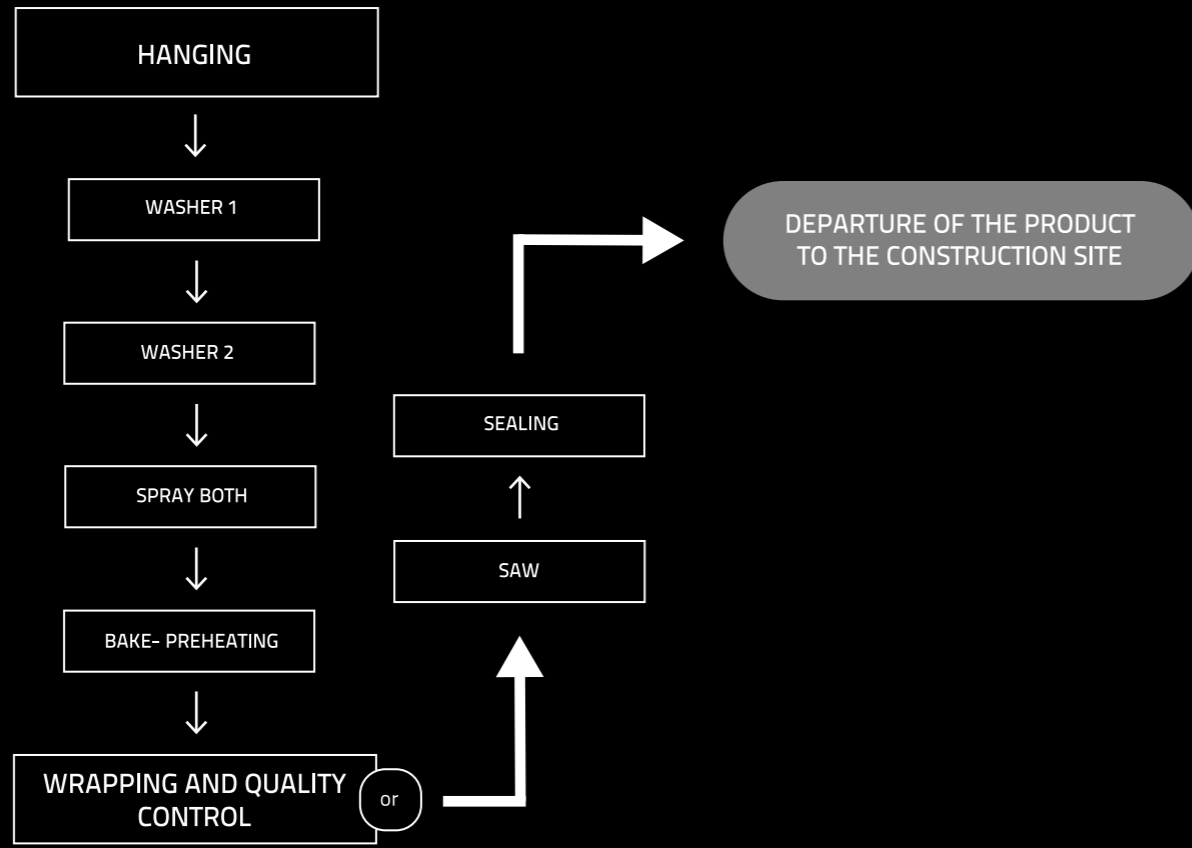 HANGING
WASHER 1
WASHER 2
SPRAY BOTH
BAKE- PREHEATING
WRAPPING AND QUALITY
CONTROL
or
SAW
SEALING
DEPARTURE OF THE PRODUCT
TO THE CONSTRUCTION SITE